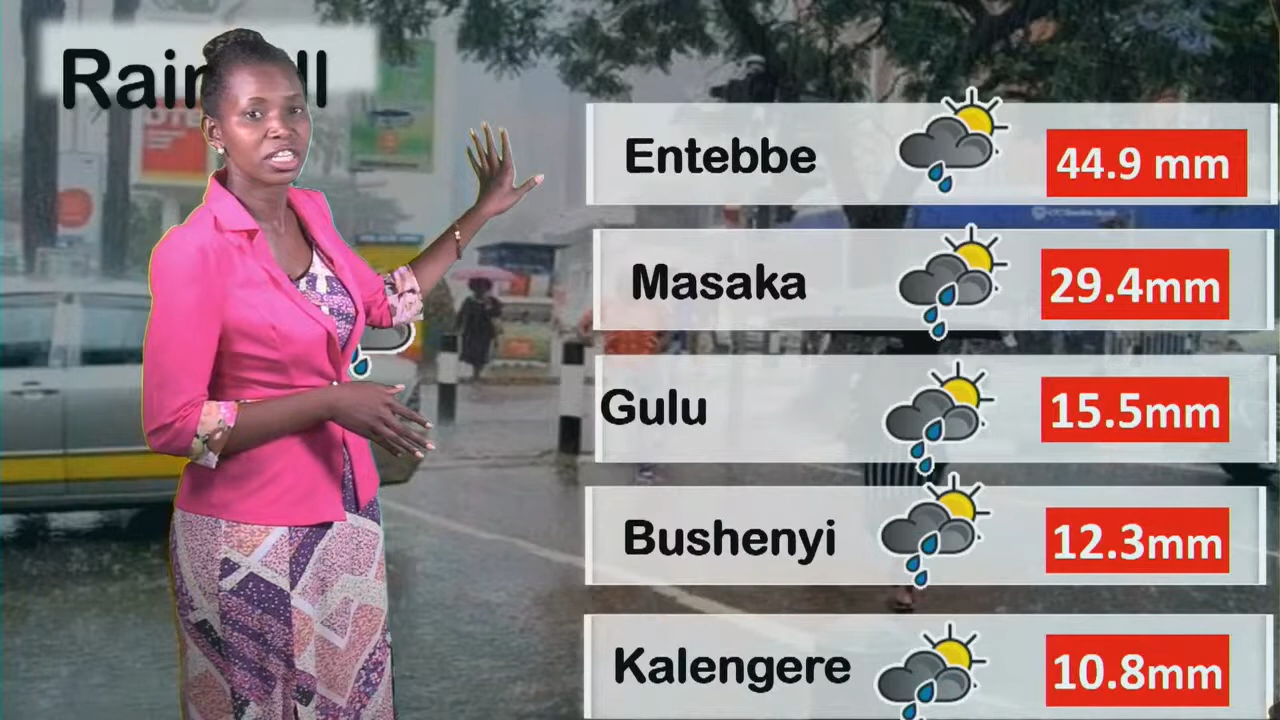 Rain ll
Entebbe
44.9 mm
Masaka
29.4mm
Gulu
15.5mm
Bushenyi
12.3mm
Kalengere
10.8mm